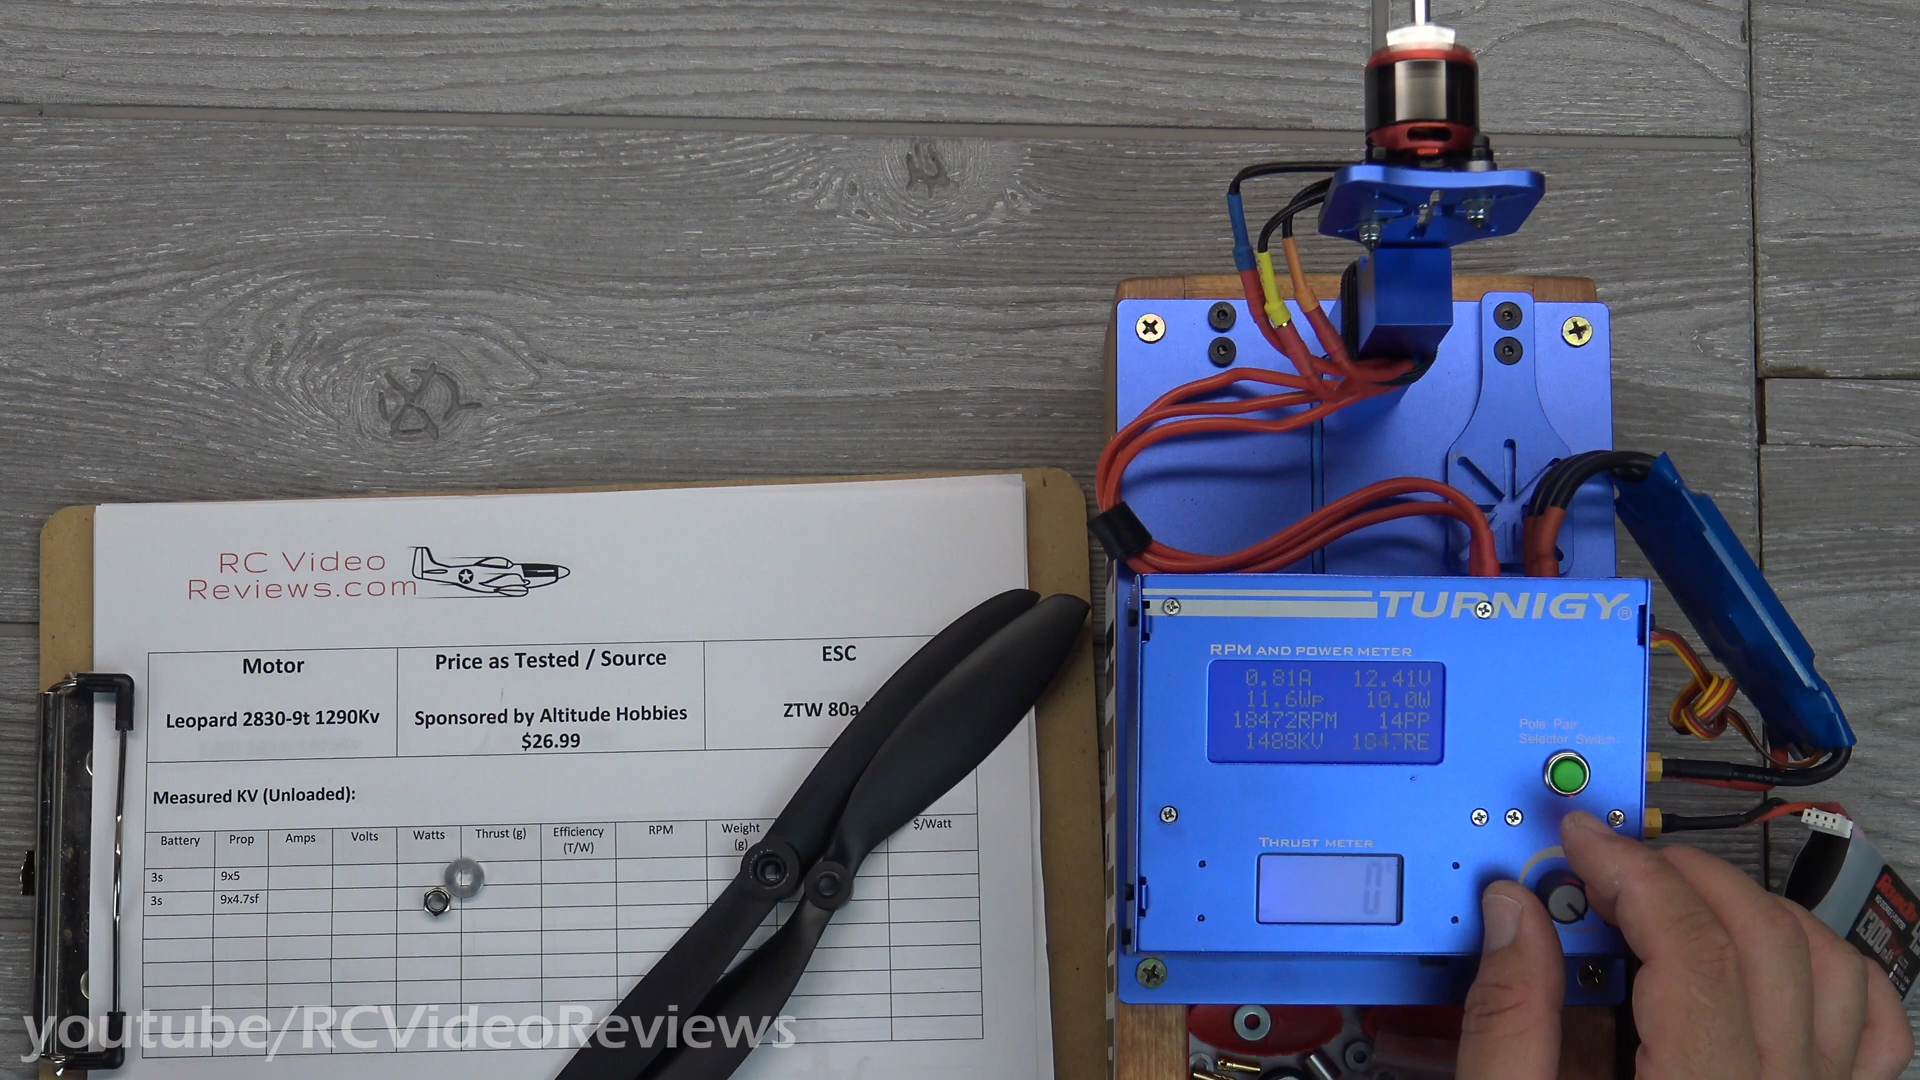 RC Video
Reviews.com
Motor
Price as Tested / Source
ESC
Leopard 2830-9t 1290Kv
Sponsored by Altitude Hobbies
$26.99
ZTW 80a
Measured KV (Unloaded):
Battery Prop Amps Volts Watts Thrust (g) Efficiency (T/W) RPM Weight (g) $/Watt
3s 9x5
3s 9x4.7sf
TURNIGY®
RPM AND POWER METER
0.81A 12.41V
11.6Wp 10.0W
18472RPM 14PP
1488KV 1847RE
Pole Pair
Selector Switch
THRUST METER
0
1300
youtube/RCVideoReviews